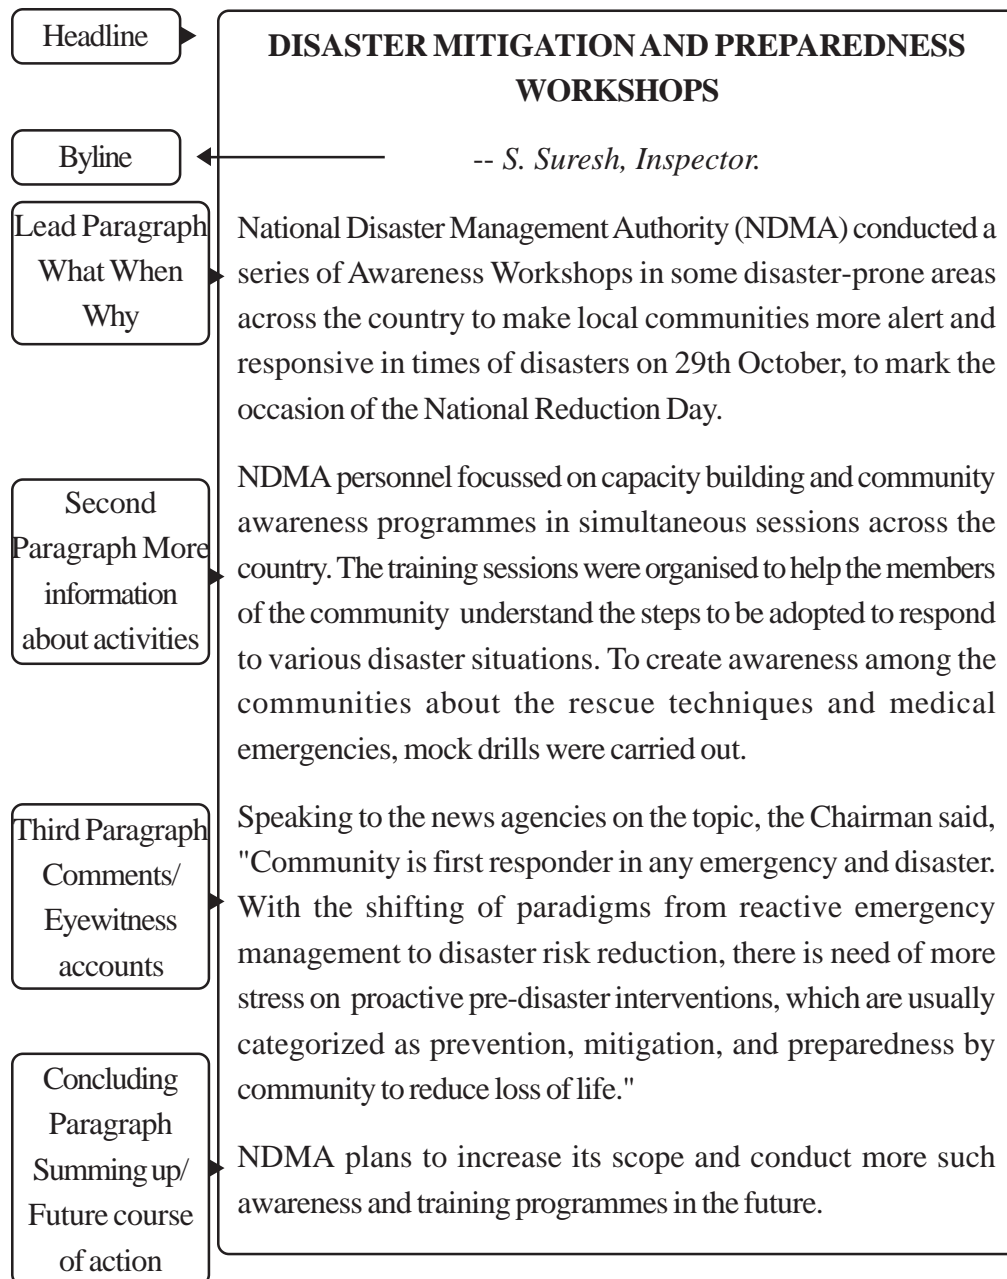 Headline
DISASTER MITIGATION AND PREPAREDNESS
WORKSHOPS
Byline
-- S. Suresh, Inspector.
Lead Paragraph
What When
Why
National Disaster Management Authority (NDMA) conducted a
series of Awareness Workshops in some disaster-prone areas
across the country to make local communities more alert and
responsive in times of disasters on 29th October, to mark the
occasion of the National Reduction Day.
Second
Paragraph More
information
about activities
NDMA personnel focussed on capacity building and community
awareness programmes in simultaneous sessions across the
country. The training sessions were organised to help the members
of the community understand the steps to be adopted to respond
to various disaster situations. To create awareness among the
communities about the rescue techniques and medical
emergencies, mock drills were carried out.
Third Paragraph
Comments/
Eyewitness
accounts
Speaking to the news agencies on the topic, the Chairman said,
"Community is first responder in any emergency and disaster.
With the shifting of paradigms from reactive emergency
management to disaster risk reduction, there is need of more
stress on proactive pre-disaster interventions, which are usually
categorized as prevention, mitigation, and preparedness by
community to reduce loss of life."
Concluding
Paragraph
Summing up/
Future course
of action
NDMA plans to increase its scope and conduct more such
awareness and training programmes in the future.